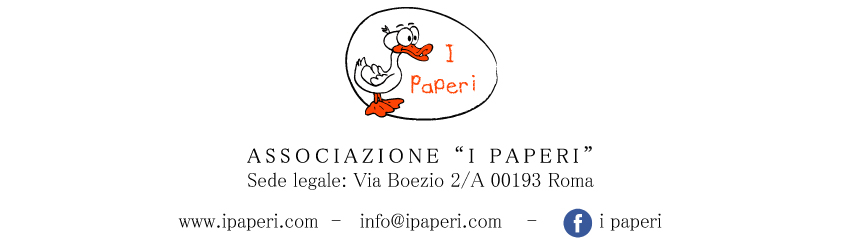 I
Paperi
ASSOCIAZIONE “I PAPERI”
Sede legale: Via Boezio 2/A 00193 Roma
www.ipaperi.com - info@ipaperi.com - f i paperi